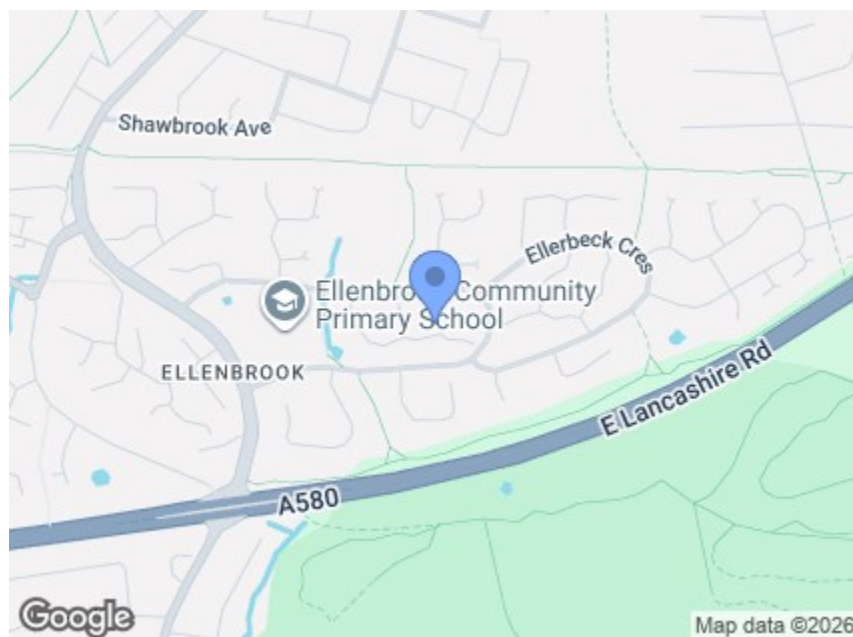 Shawbrook Ave
Ellerbeck Cres
Ellenbrook Community
Primary School
ELLENBROOK
E Lancashire Rd
A580
Google
Map data ©2026